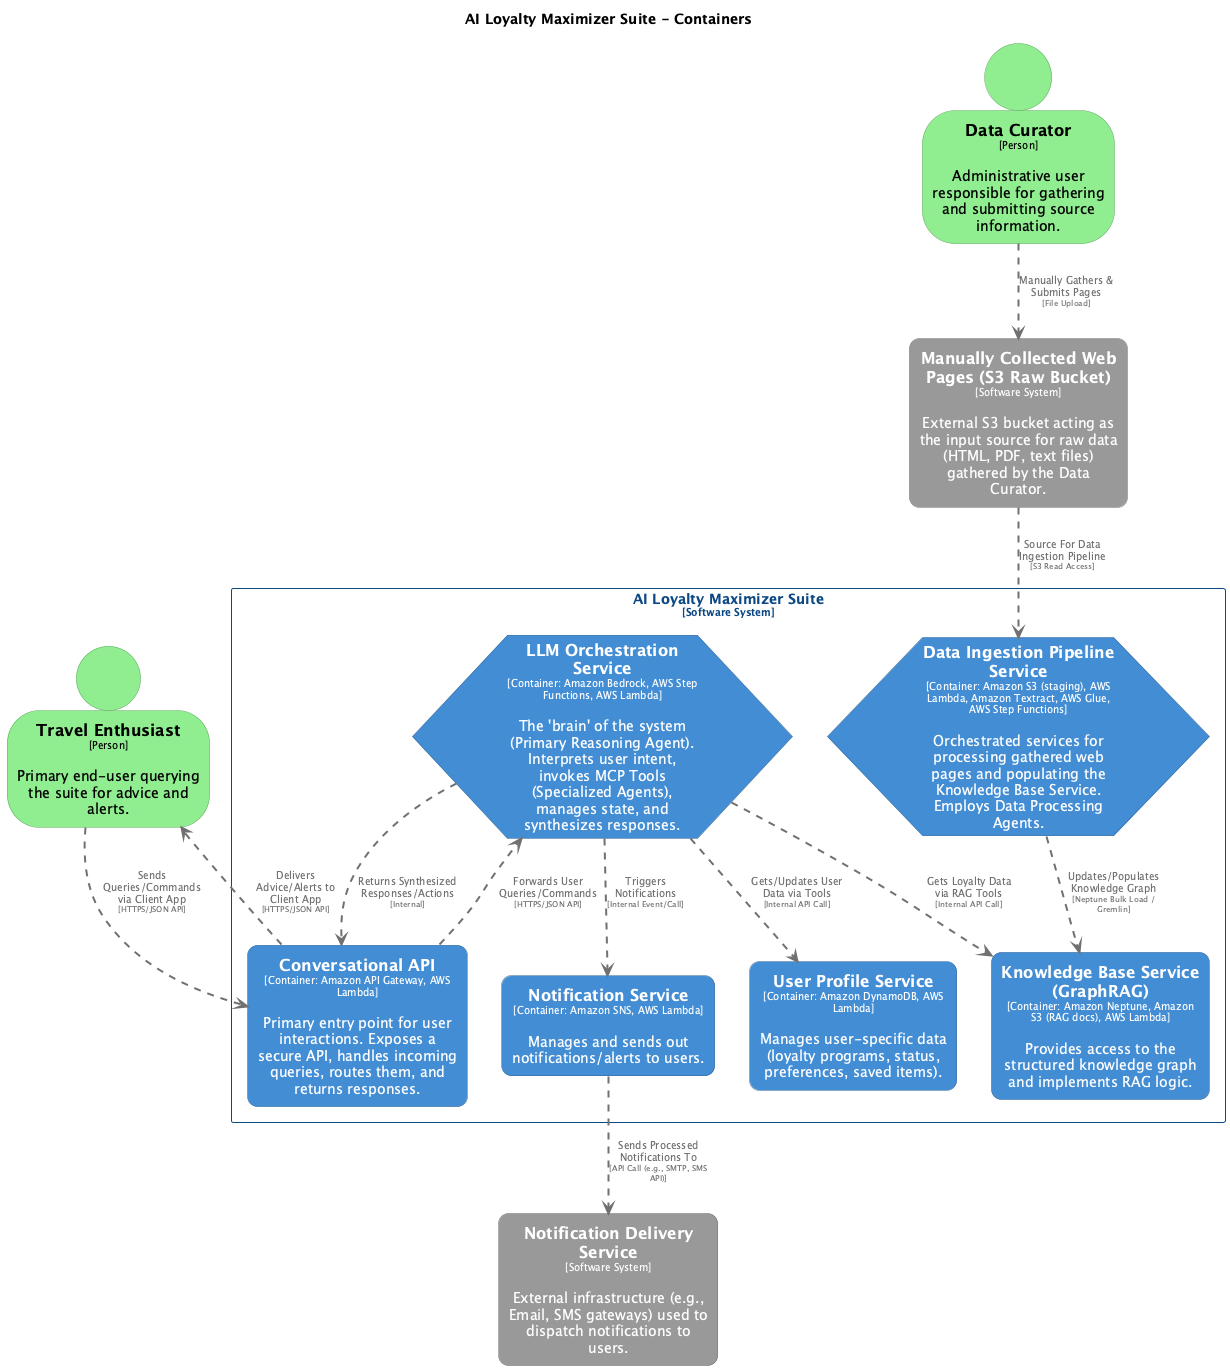 AI Loyalty Maximizer Suite – Containers
Data Curator
[Person]
Administrative user
responsible for gathering
and submitting source
information.
Manually Gathers &
Submits Pages
[File Upload]
Manually Collected Web
Pages (S3 Raw Bucket)
[Software System]
External S3 bucket acting as
the input source for raw data
(HTML, PDF, text files)
gathered by the Data
Curator.
Source For Data
Ingestion Pipeline
[S3 Read Access]
AI Loyalty Maximizer Suite
[Software System]
LLM Orchestration
Service
[Container: Amazon Bedrock, AWS Step
Functions, AWS Lambda]
The 'brain' of the system
(Primary Reasoning Agent).
Interprets user intent,
invokes MCP Tools
(Specialized Agents),
manages state, and
synthesizes responses.
Data Ingestion Pipeline
Service
[Container: Amazon S3 (staging), AWS
Lambda, Amazon Textract, AWS Glue,
AWS Step Functions]
Orchestrated services for
processing gathered web
pages and populating the
Knowledge Base Service.
Employs Data Processing
Agents.
Travel Enthusiast
[Person]
Primary end-user querying
the suite for advice and
alerts.
Sends
Queries/Commands
via Client App
[HTTPS/JSON API]
Delivers
Advice/Alerts to
Client App
[HTTPS/JSON API]
Returns Synthesized
Responses/Actions
[Internal]
Forwards User
Queries/Commands
[HTTPS/JSON API]
Triggers
Notifications
[Internal Event/Call]
Gets/Updates User
Data via Tools
[Internal API Call]
Gets Loyalty Data
via RAG Tools
[Internal API Call]
Updates/Populates
Knowledge Graph
[Neptune Bulk Load /
Gremlin]
Conversational API
[Container: Amazon API Gateway, AWS
Lambda]
Primary entry point for user
interactions. Exposes a
secure API, handles incoming
queries, routes them, and
returns responses.
Notification Service
[Container: Amazon SNS, AWS Lambda]
Manages and sends out
notifications/alerts to users.
User Profile Service
[Container: Amazon DynamoDB, AWS
Lambda]
Manages user-specific data
(loyalty programs, status,
preferences, saved items).
Knowledge Base Service
(GraphRAG)
[Container: Amazon Neptune, Amazon
S3 (RAG docs), AWS Lambda]
Provides access to the
structured knowledge graph
and implements RAG logic.
Sends Processed
Notifications To
[API Call (e.g., SMTP, SMS
API)]
Notification Delivery
Service
[Software System]
External infrastructure (e.g.,
Email, SMS gateways) used to
dispatch notifications to
users.